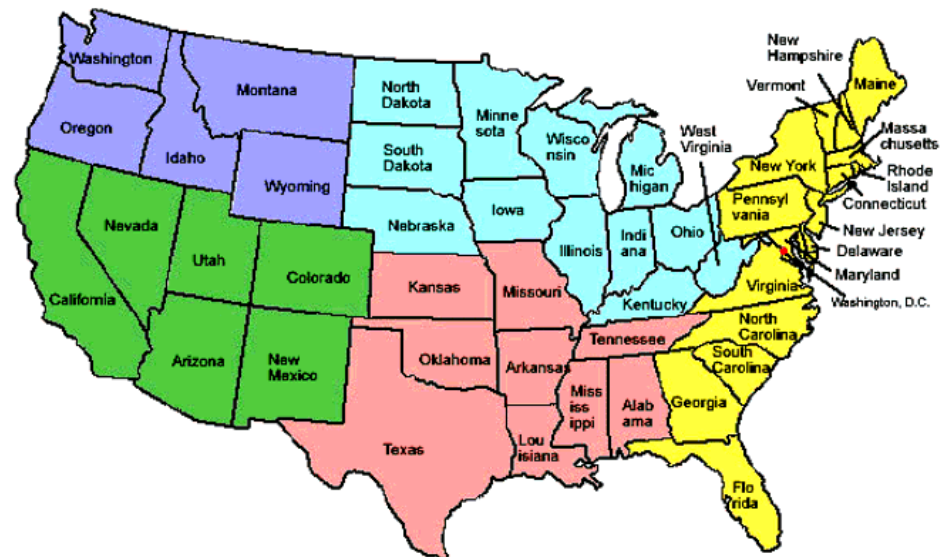 New
Hampshire
Washington
Vermont
Maine
Montana
North
Dakota
Minne
sota
Oregon
Wisco
nsin
West
Virginia
Massa
chusetts
Idaho
South
Dakota
Mic
higan
New York
Rhode
Island
Wyoming
Pennsyl
vania
Connecticut
Nevada
Nebraska
Iowa
New Jersey
Utah
Illinois
Indi
ana
Ohio
Delaware
Colorado
Maryland
California
Kansas
Missouri
Kentucky
Virginia
Washington, D.C.
North
Carolina
Arizona
New
Mexico
Oklahoma
Tennessee
South
Carolina
Arkansas
Miss
iss
ippi
Alab
ama
Georgia
Texas
Lou
isiana
Flo
rida